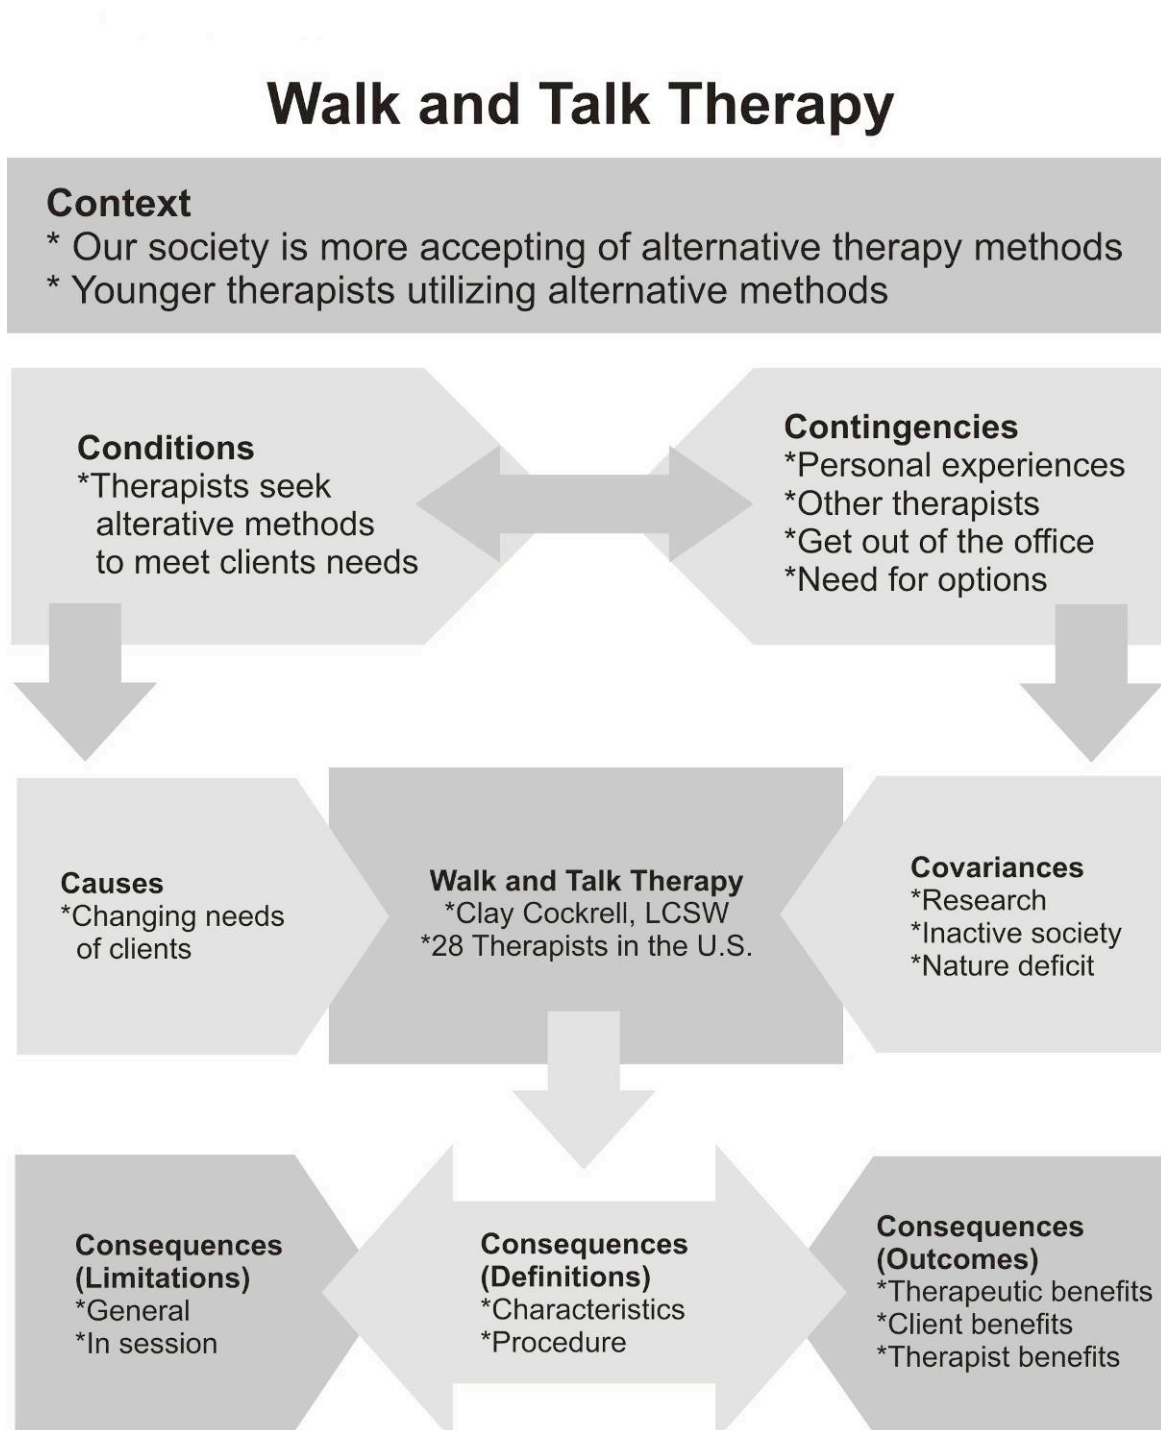 Walk and Talk Therapy
Context
* Our society is more accepting of alternative therapy methods
* Younger therapists utilizing alternative methods
Conditions
*Therapists seek
alterative methods
to meet clients needs
Contingencies
*Personal experiences
*Other therapists
*Get out of the office
*Need for options
Causes
*Changing needs
of clients
Walk and Talk Therapy
*Clay Cockrell, LCSW
*28 Therapists in the U.S.
Covariances
*Research
*Inactive society
*Nature deficit
Consequences
(Limitations)
*General
*In session
Consequences
(Definitions)
*Characteristics
*Procedure
Consequences
(Outcomes)
*Therapeutic benefits
*Client benefits
*Therapist benefits